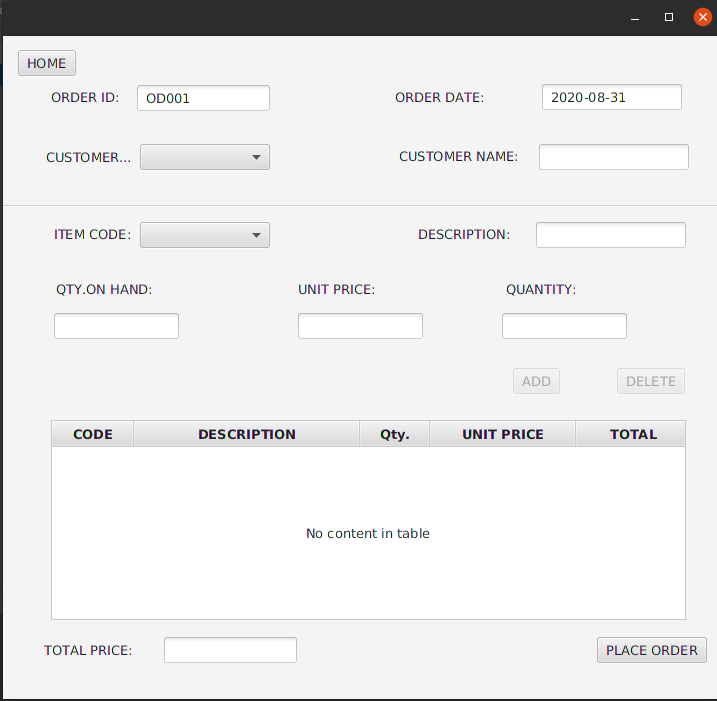 HOME
ORDER ID: OD001 ORDER DATE: 2020-08-31
CUSTOMER... CUSTOMER NAME:
ITEM CODE: DESCRIPTION:
QTY.ON HAND: UNIT PRICE: QUANTITY:
ADD DELETE
CODE DESCRIPTION Qty. UNIT PRICE TOTAL
No content in table
TOTAL PRICE: PLACE ORDER